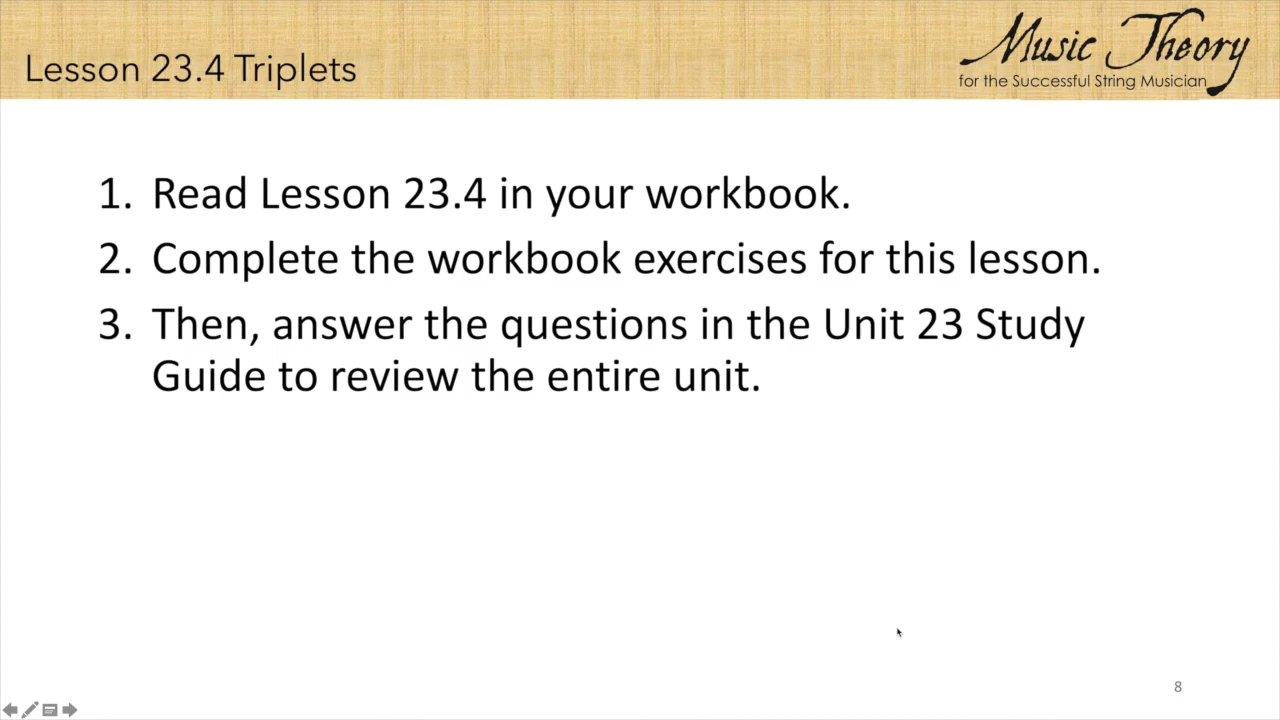 Lesson 23.4 Triplets
Music Theory
for the Successful String Musician
1. Read Lesson 23.4 in your workbook.
2. Complete the workbook exercises for this lesson.
3. Then, answer the questions in the Unit 23 Study
Guide to review the entire unit.
8